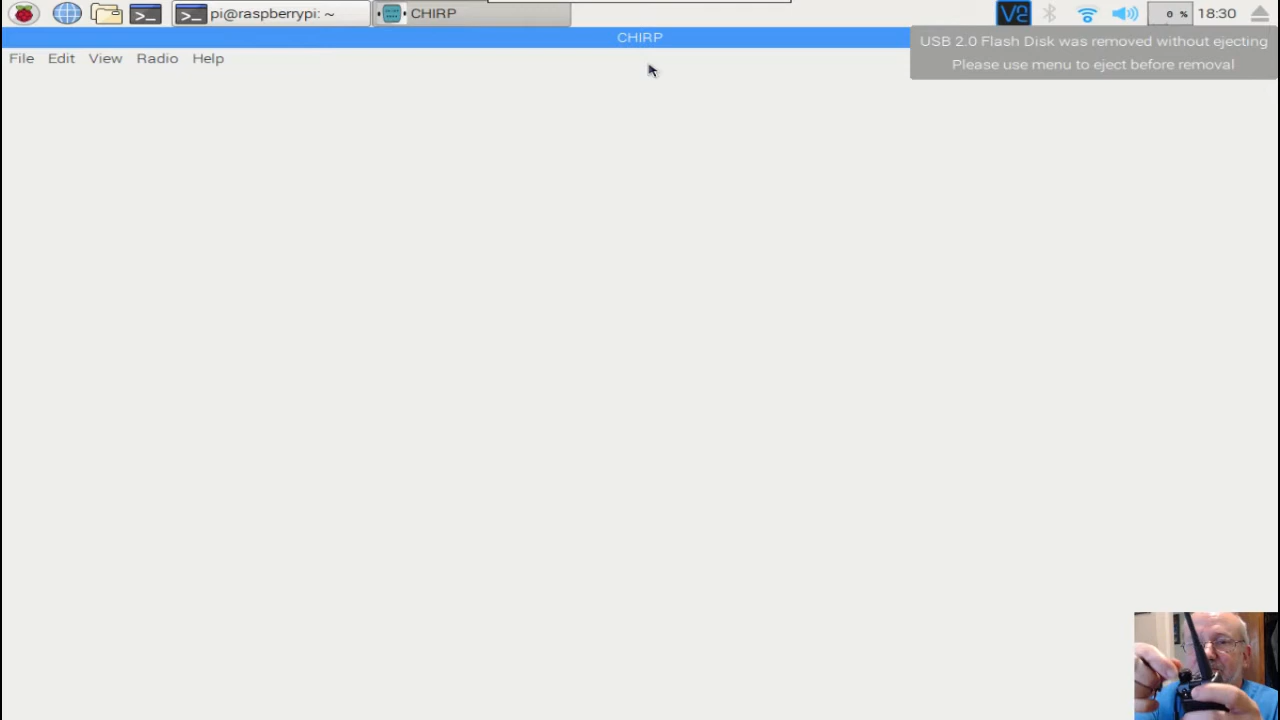 pi@raspberrypi: ~
CHIRP
V2
0 %
18:30
CHIRP
USB 2.0 Flash Disk was removed without ejecting
Please use menu to eject before removal
File Edit View Radio Help